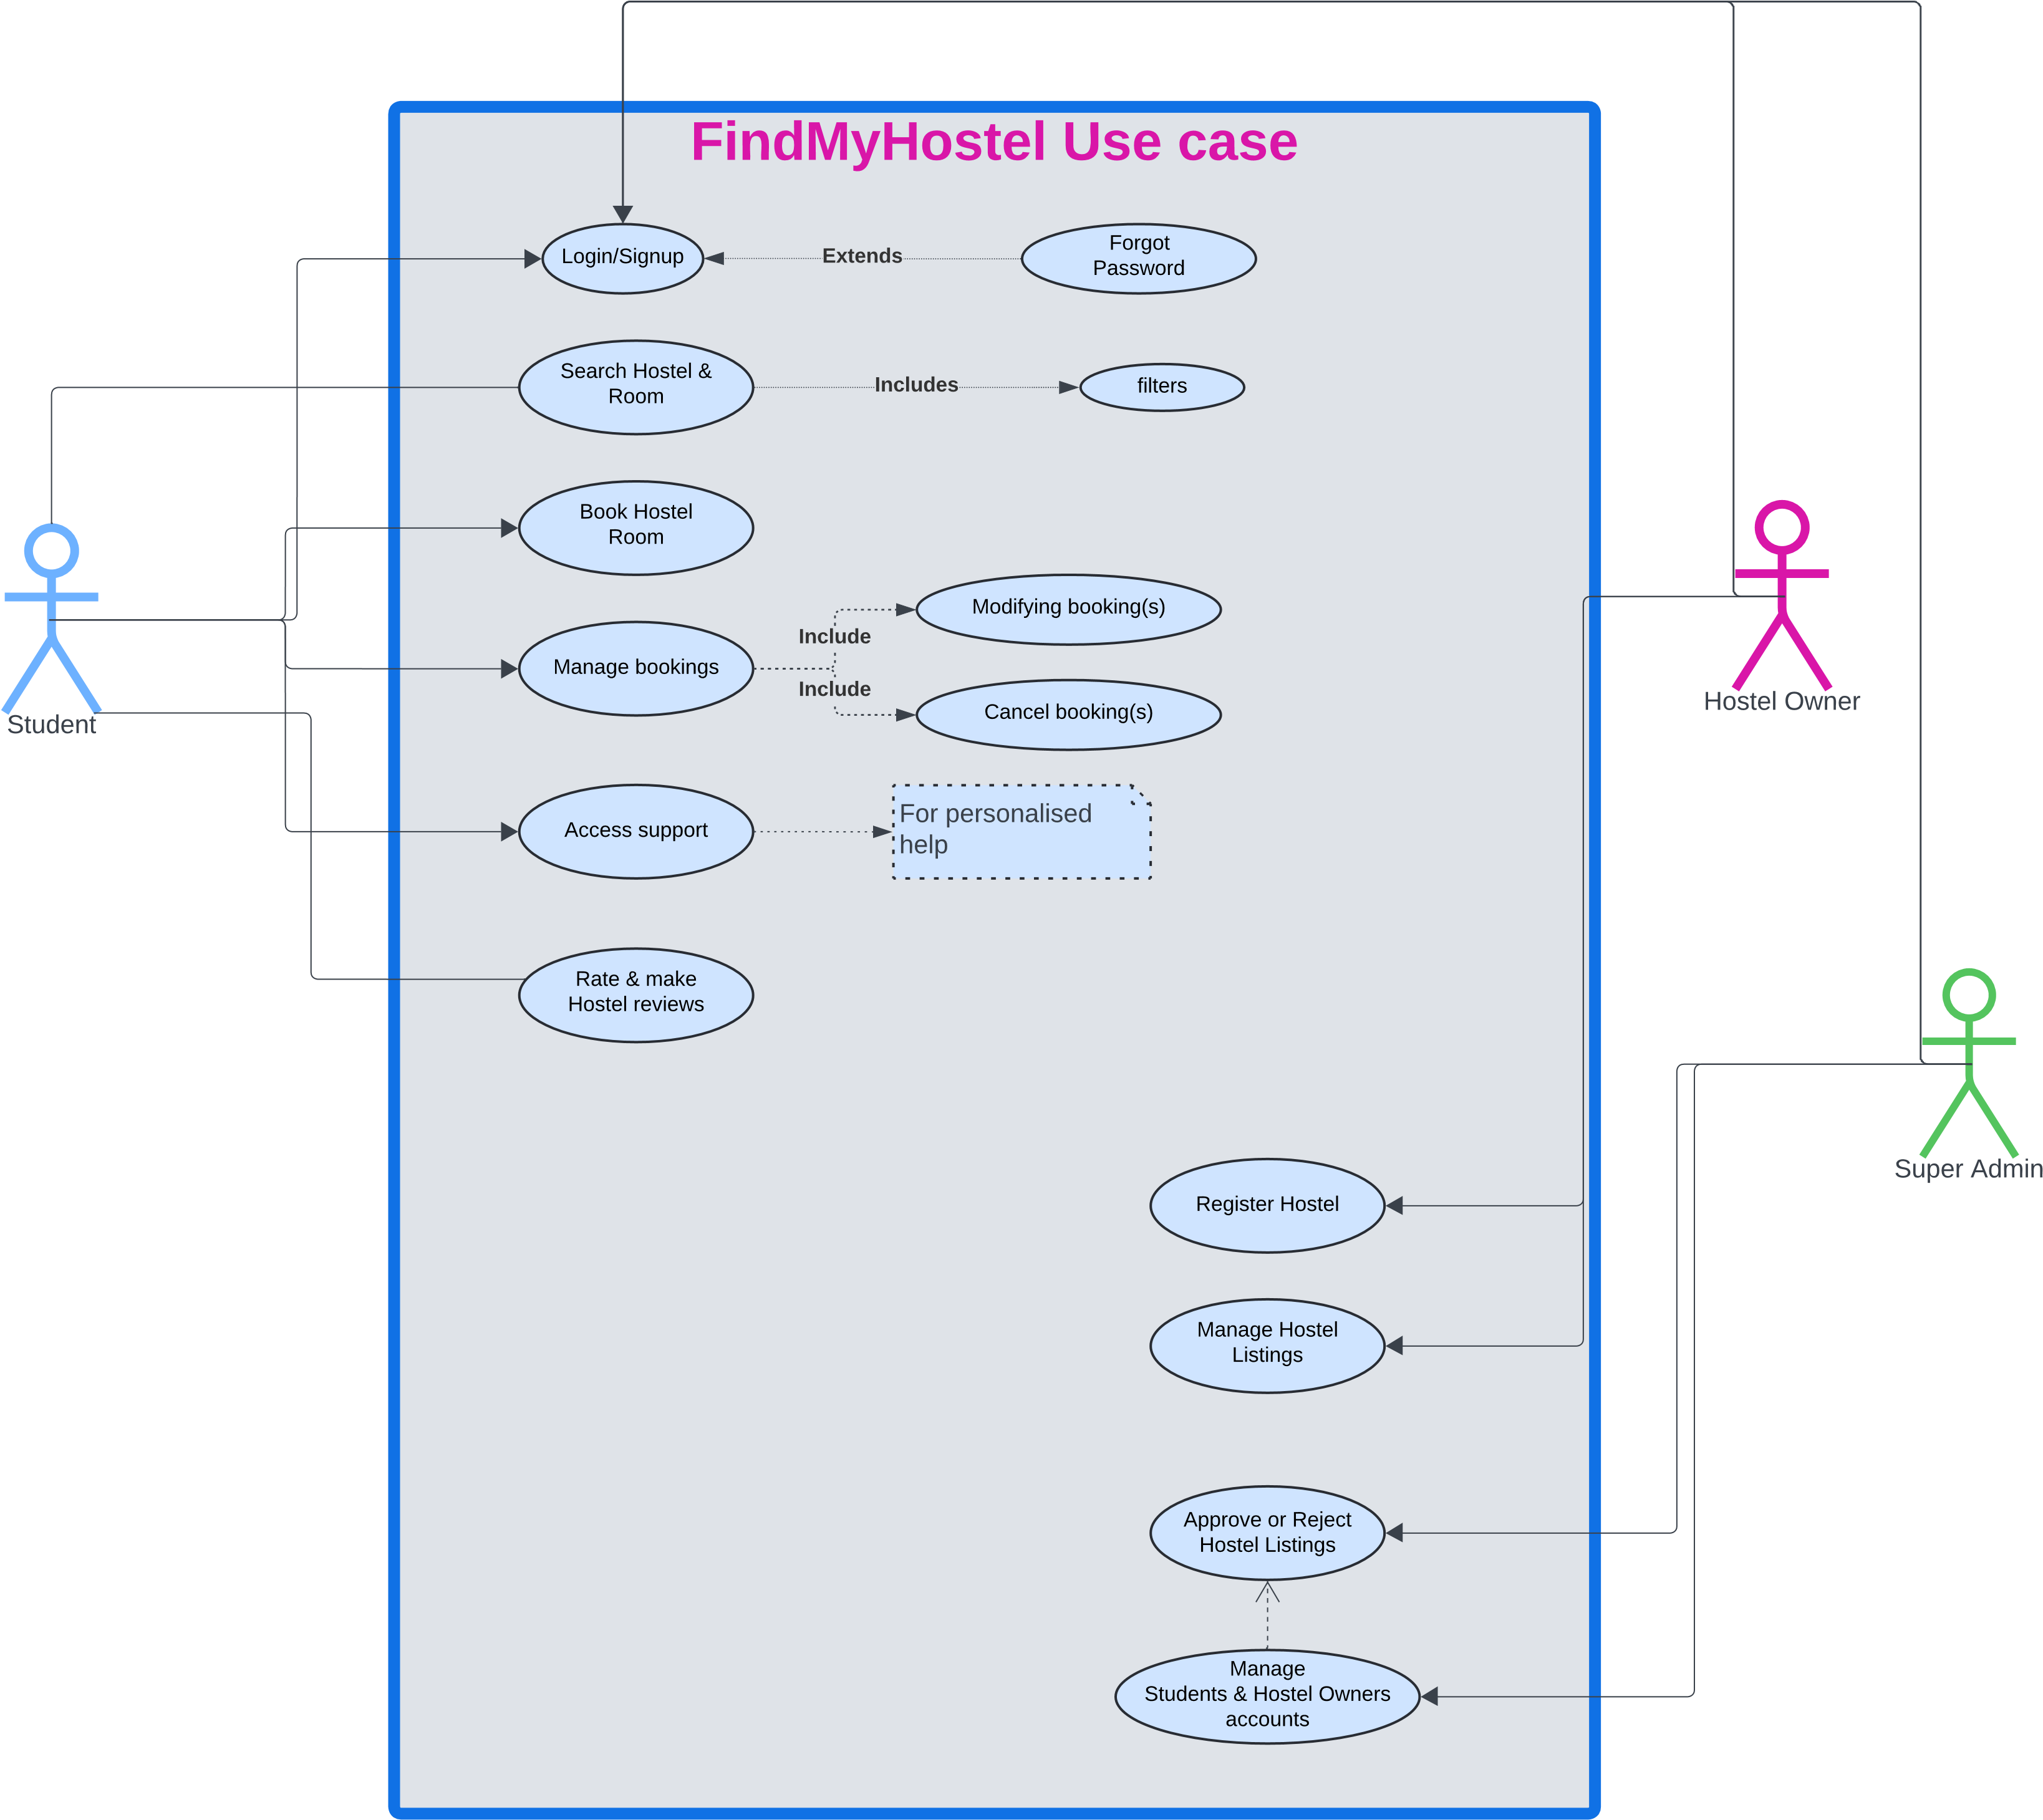 FindMyHostel Use case
Login/Signup
Extends
Forgot
Password
Search Hostel &
Room
Includes
filters
Book Hostel
Room
Modifying booking(s)
Include
Manage bookings
Include
Cancel booking(s)
Student
Hostel Owner
Access support
For personalised
help
Rate & make
Hostel reviews
Super Admin
Register Hostel
Manage Hostel
Listings
Approve or Reject
Hostel Listings
Manage
Students & Hostel Owners
accounts